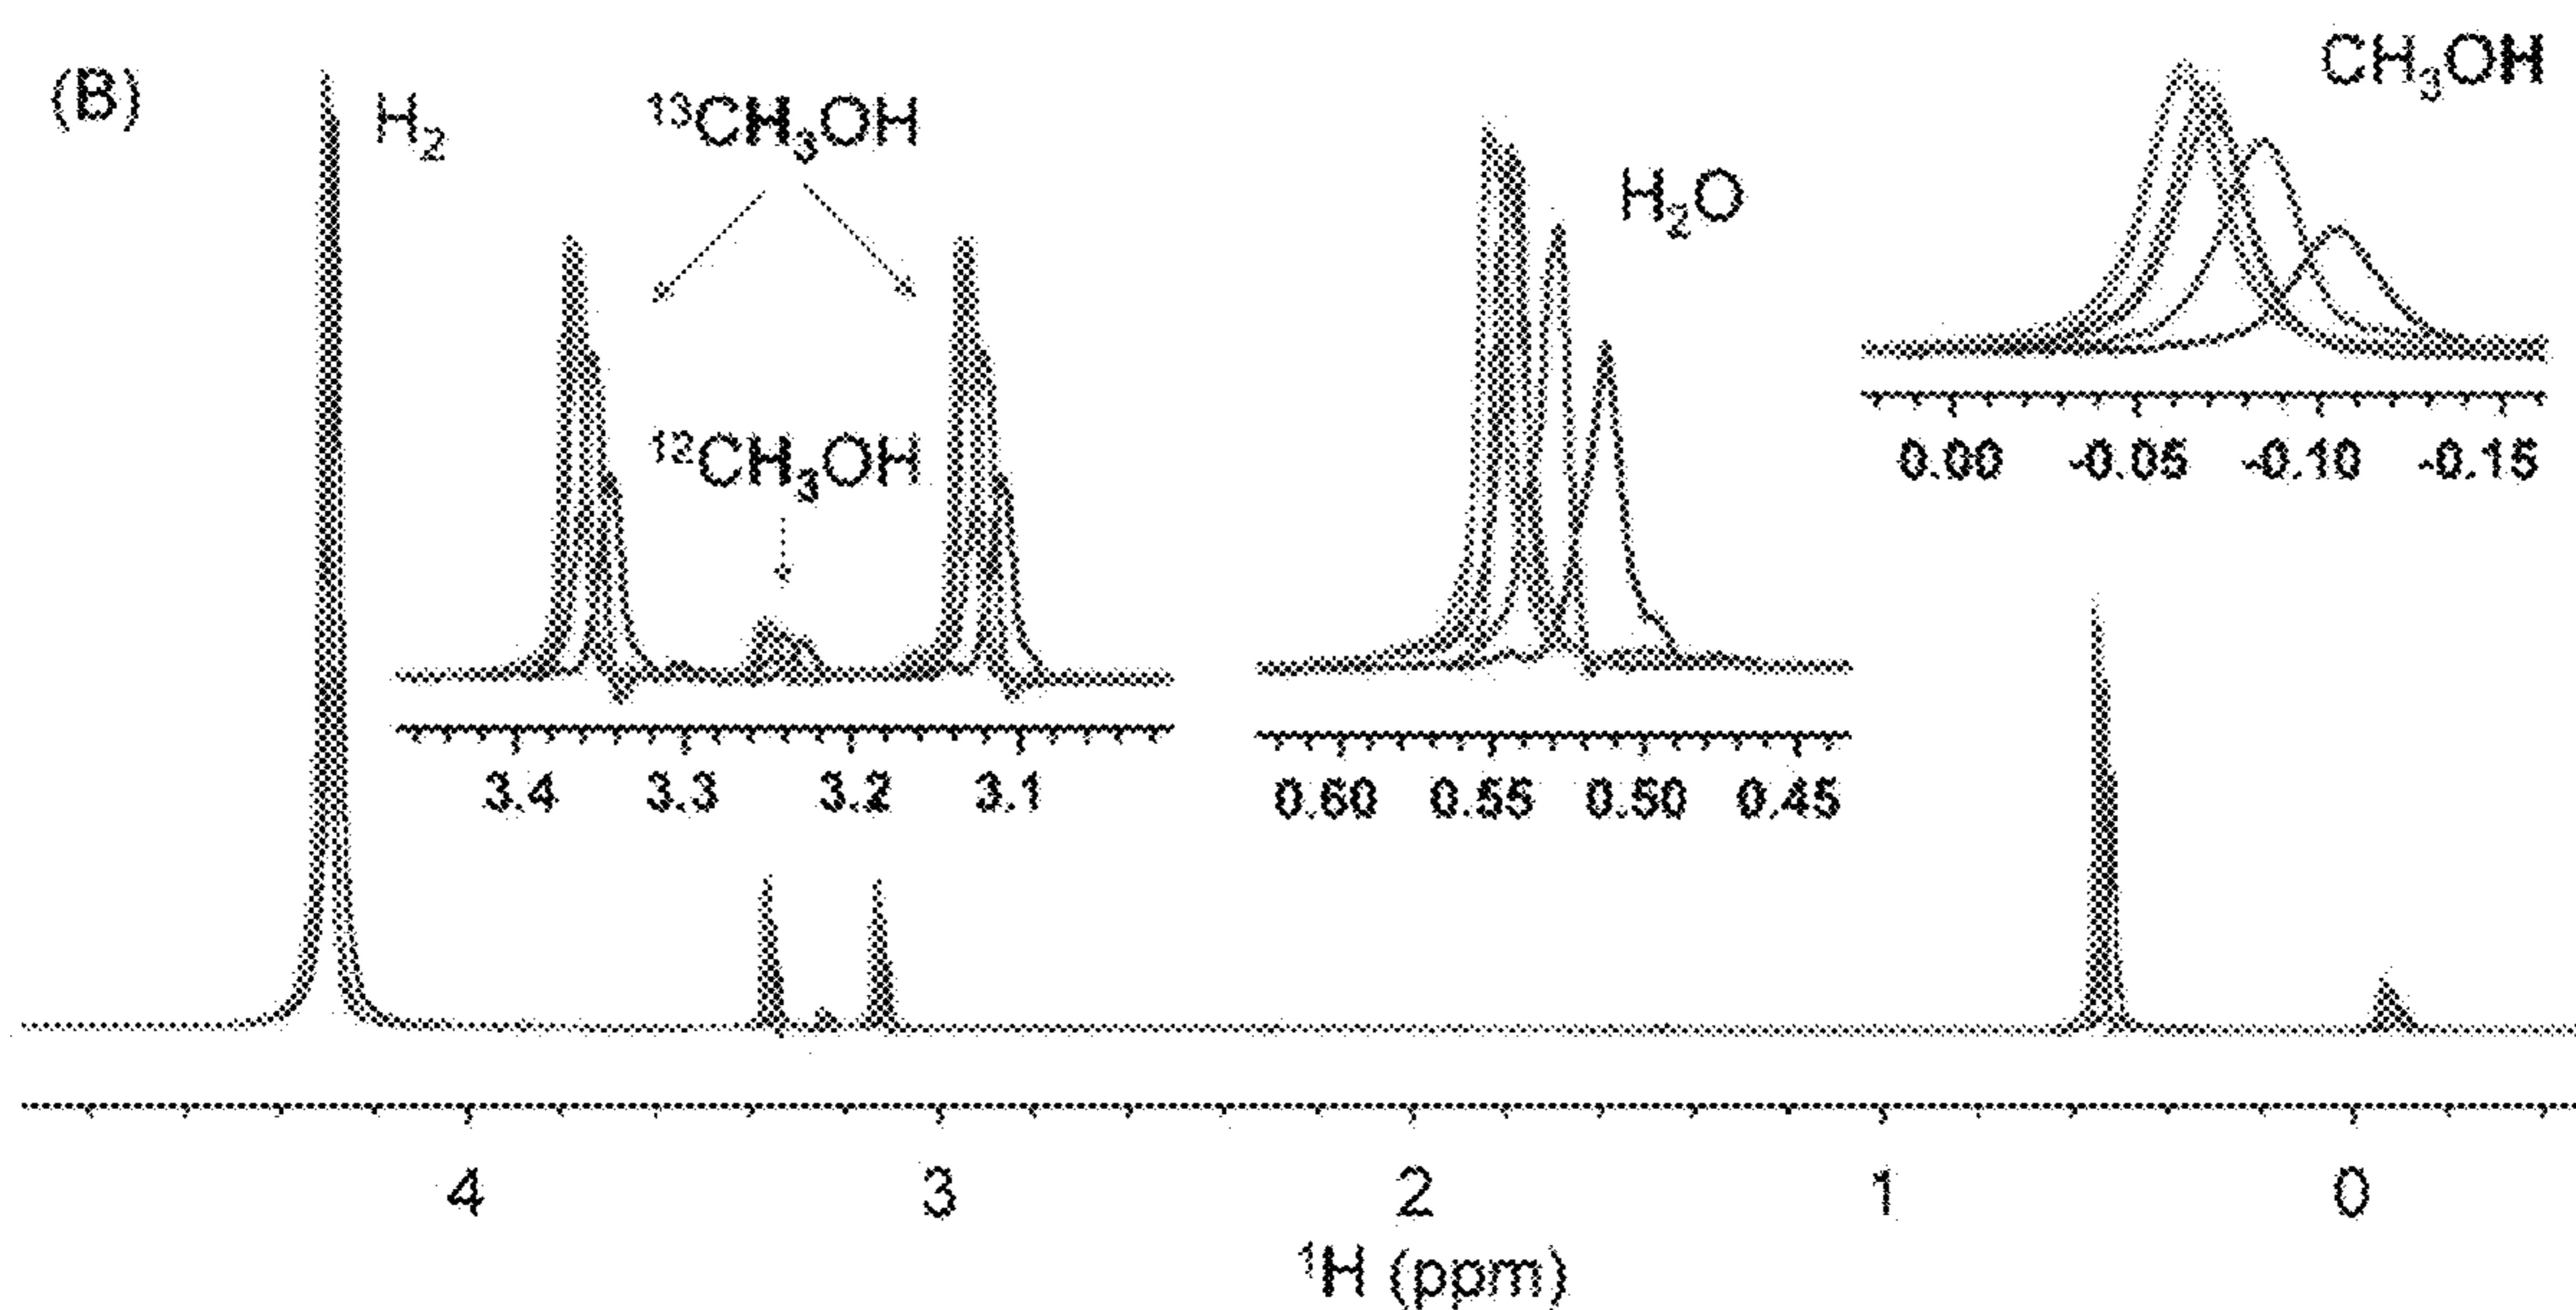 (B)
H₂
¹³CH₃OH
H₂O
CH₃OH
¹²CH₃OH
0.00 -0.05 -0.10 -0.15
3.4 3.3 3.2 3.1
0.60 0.55 0.50 0.45
4 3 2 1 0
¹H (ppm)